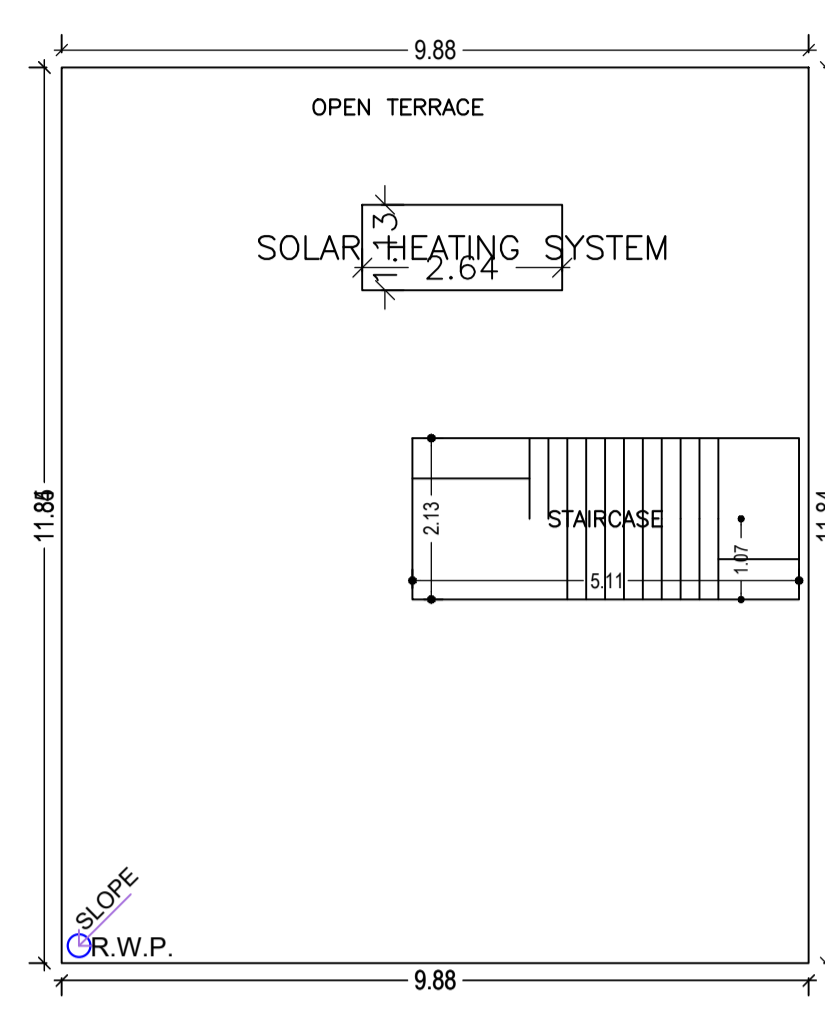 9.88
OPEN TERRACE
1.13
SOLAR HEATING SYSTEM
2.64
11.84
2.13
STAIRCASE
1.07
5.11
SLOPE
R.W.P.
9.88